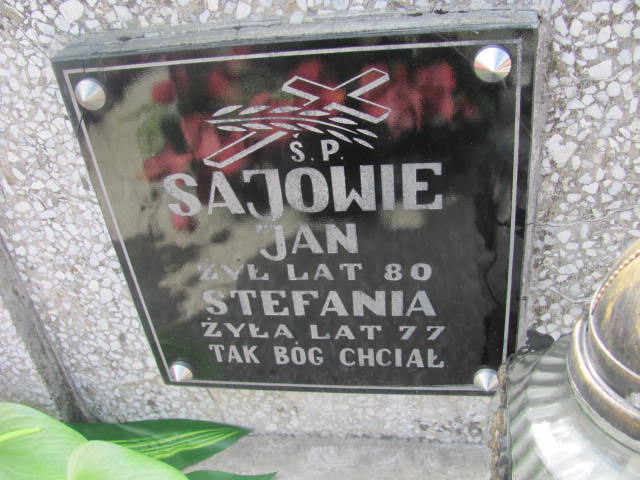 Ś.P.
SAJOWIE
JAN
ŻYŁ LAT 80
STEFANIA
ŻYŁA LAT 77
TAK BÓG CHCIAŁ